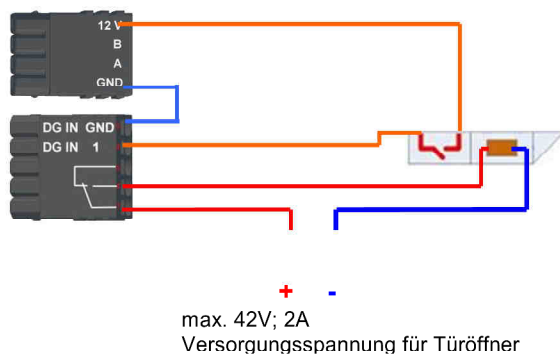 12 V
B
A
GND
DG IN GND
DG IN 1
+ -
max. 42V; 2A
Versorgungsspannung für Türöffner